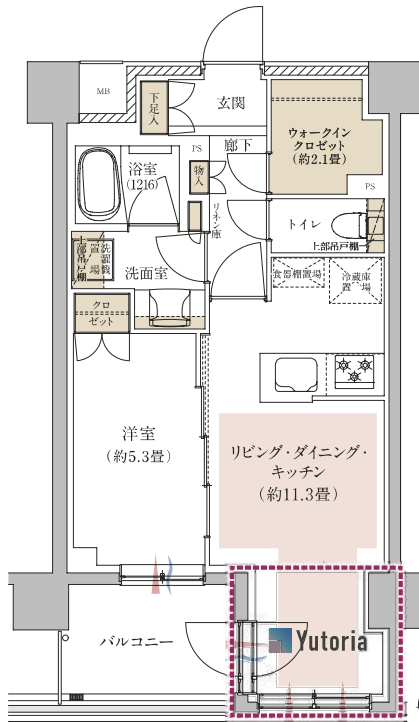 MB
下足入
玄関
ウォークイン
クロゼット
(約2.1畳)
廊下
PS
浴室
(1216)
物入
PS
リネン庫
トイレ
上部吊戸棚
上部吊戸棚
洗濯機
置場
洗面室
食器棚置場
冷蔵庫
置場
クロ
ゼット
洋室
(約5.3畳)
リビング・ダイニング・
キッチン
(約11.3畳)
バルコニー
Yutoria